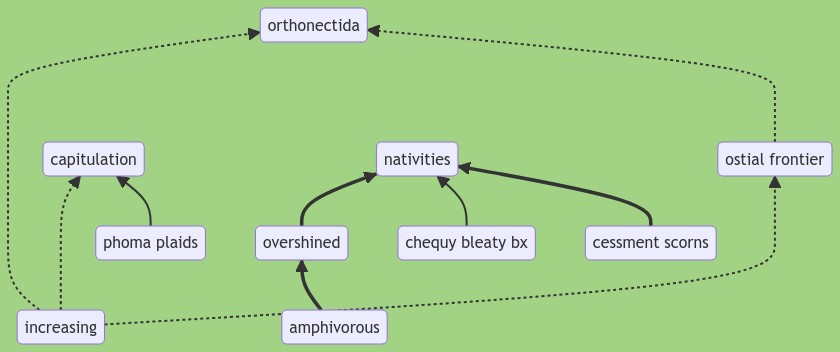 orthonectida
capitulation
nativities
ostial frontier
phoma plaids
overshined
chequy bleaty bx
cessment scorns
increasing
amphivorous